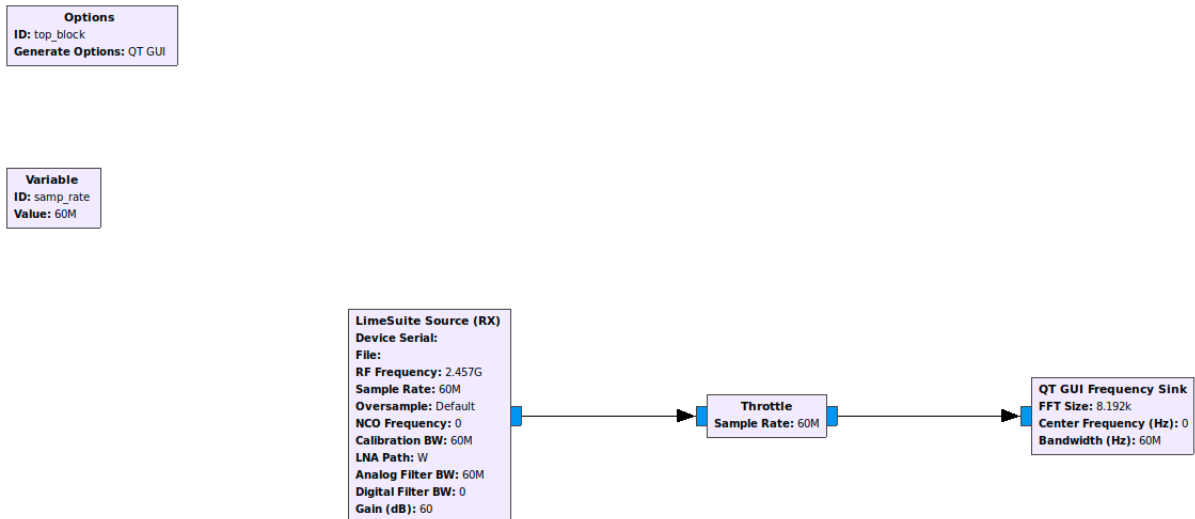 Options
ID: top_block
Generate Options: QT GUI
Variable
ID: samp_rate
Value: 60M
LimeSuite Source (RX)
Device Serial:
File:
RF Frequency: 2.457G
Sample Rate: 60M
Oversample: Default
NCO Frequency: 0
Calibration BW: 60M
LNA Path: W
Analog Filter BW: 60M
Digital Filter BW: 0
Gain (dB): 60
Throttle
Sample Rate: 60M
QT GUI Frequency Sink
FFT Size: 8.192k
Center Frequency (Hz): 0
Bandwidth (Hz): 60M